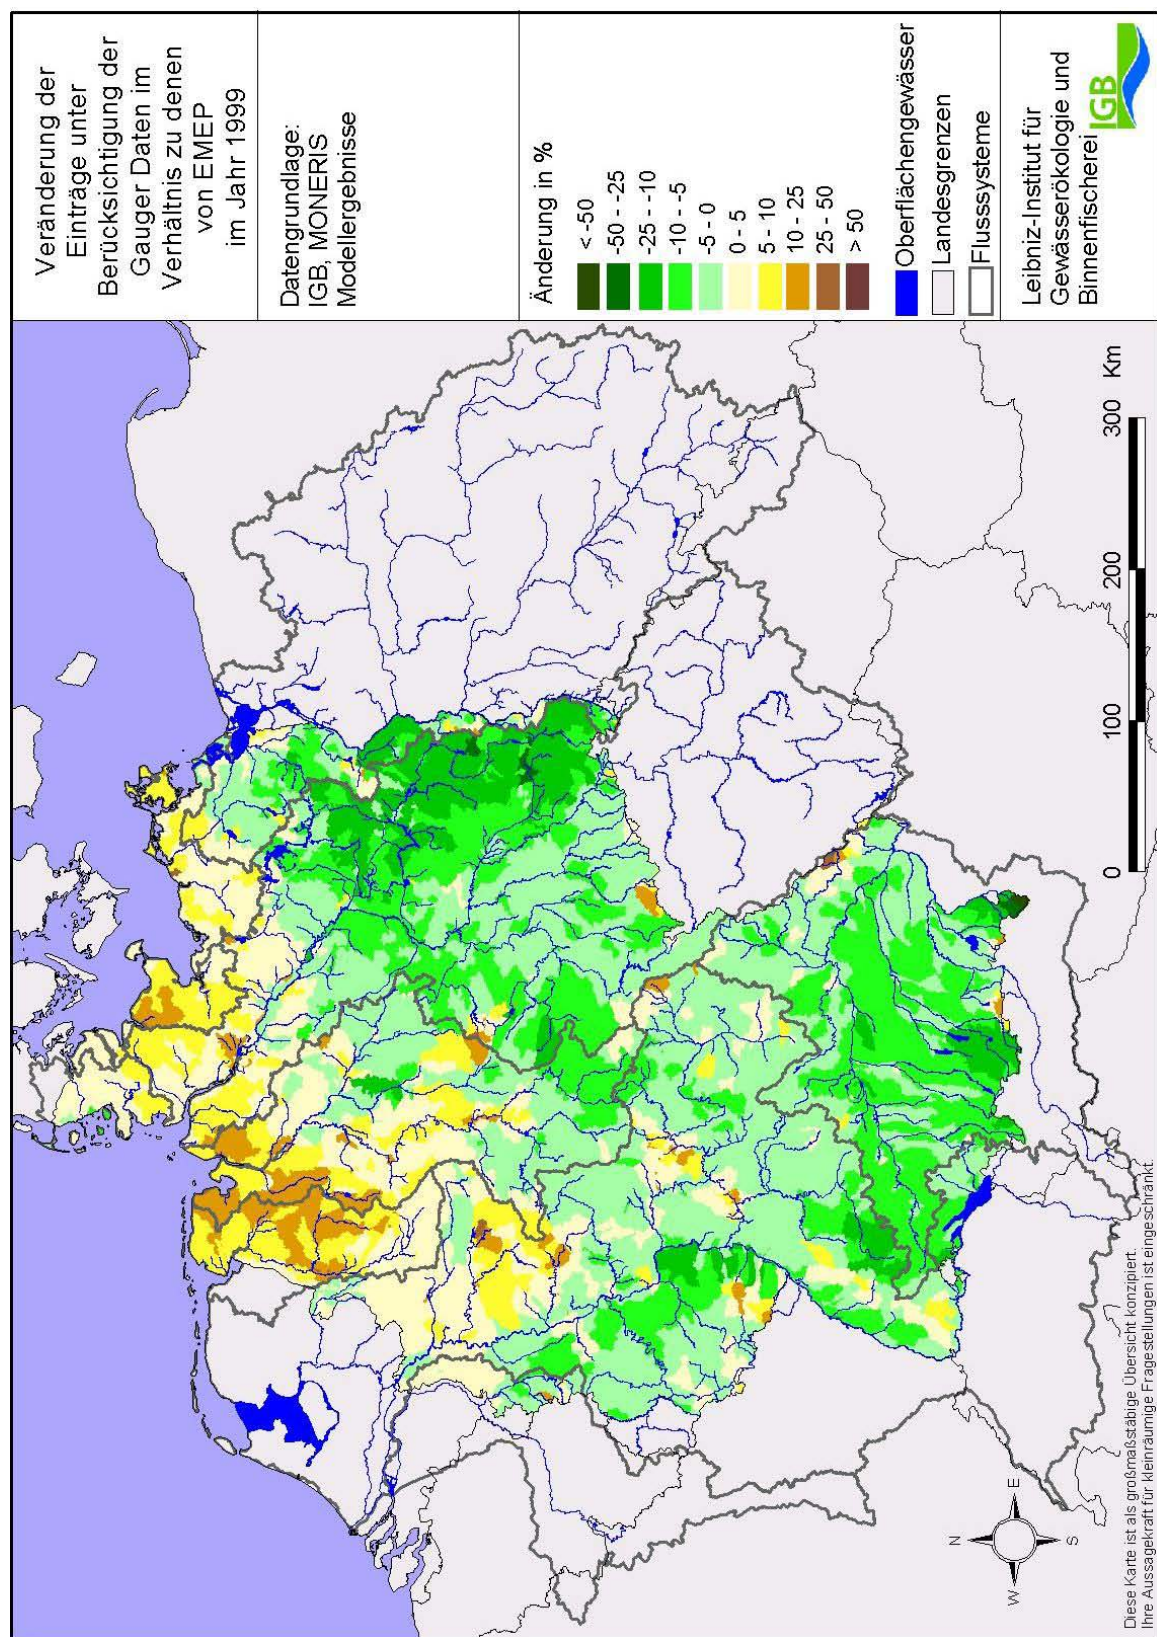 Veränderung der
Einträge unter
Berücksichtigung der
Gauger Daten im
Verhältnis zu denen
von EMEP
im Jahr 1999
Datengrundlage:
IGB, MONERIS
Modellergebnisse
Änderung in %
< -50
-50 - -25
-25 - -10
-10 - -5
-5 - 0
0 - 5
5 - 10
10 - 25
25 - 50
> 50
Oberflächengewässer
Landesgrenzen
Flusssysteme
Leibniz-Institut für
Gewässerökologie und
Binnenfischerei
IGB
0 100 200 300 Km
N
W E
S
Diese Karte ist als großmaßstäbige Übersicht konzipiert.
Ihre Aussagekraft für kleinräumige Fragestellungen ist eingeschränkt.